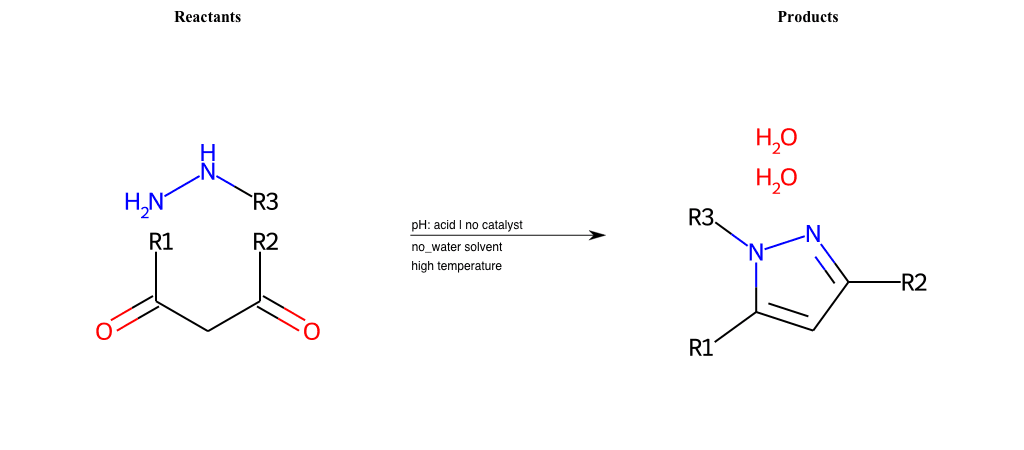 Reactants
Products
H
N
H2N
R3
R1
R2
O
O
pH: acid | no catalyst
no_water solvent
high temperature
H2O
H2O
R3
N
N
R2
R1